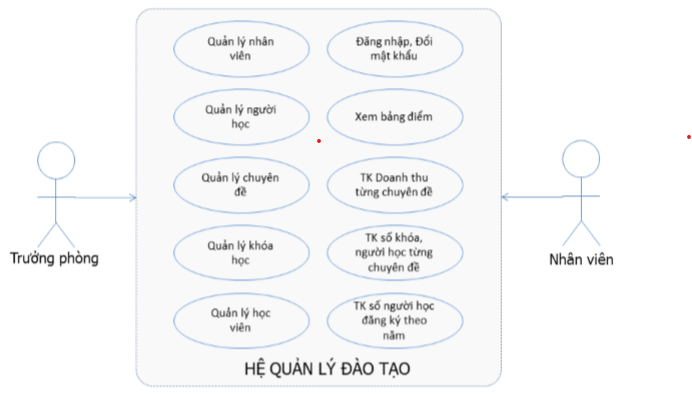 Quản lý nhân
viên
Đăng nhập, Đổi
mật khẩu
Quản lý người
học
Xem bảng điểm
Quản lý chuyên
đề
TK Doanh thu
từng chuyên đề
Trưởng phòng
Nhân viên
Quản lý khóa
học
TK số khóa,
người học từng
chuyên đề
Quản lý học
viên
TK số người học
đăng ký theo
năm
HỆ QUẢN LÝ ĐÀO TẠO